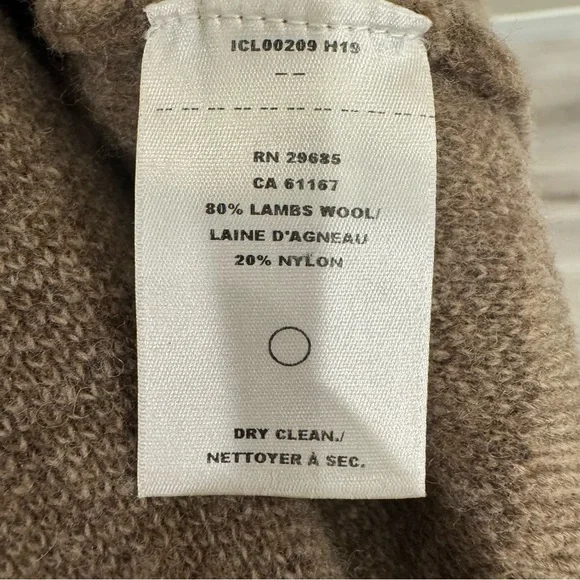 ICL00209 H19
– –
RN 29685
CA 61167
80% LAMBS WOOL/
LAINE D'AGNEAU
20% NYLON
DRY CLEAN./
NETTOYER À SEC.